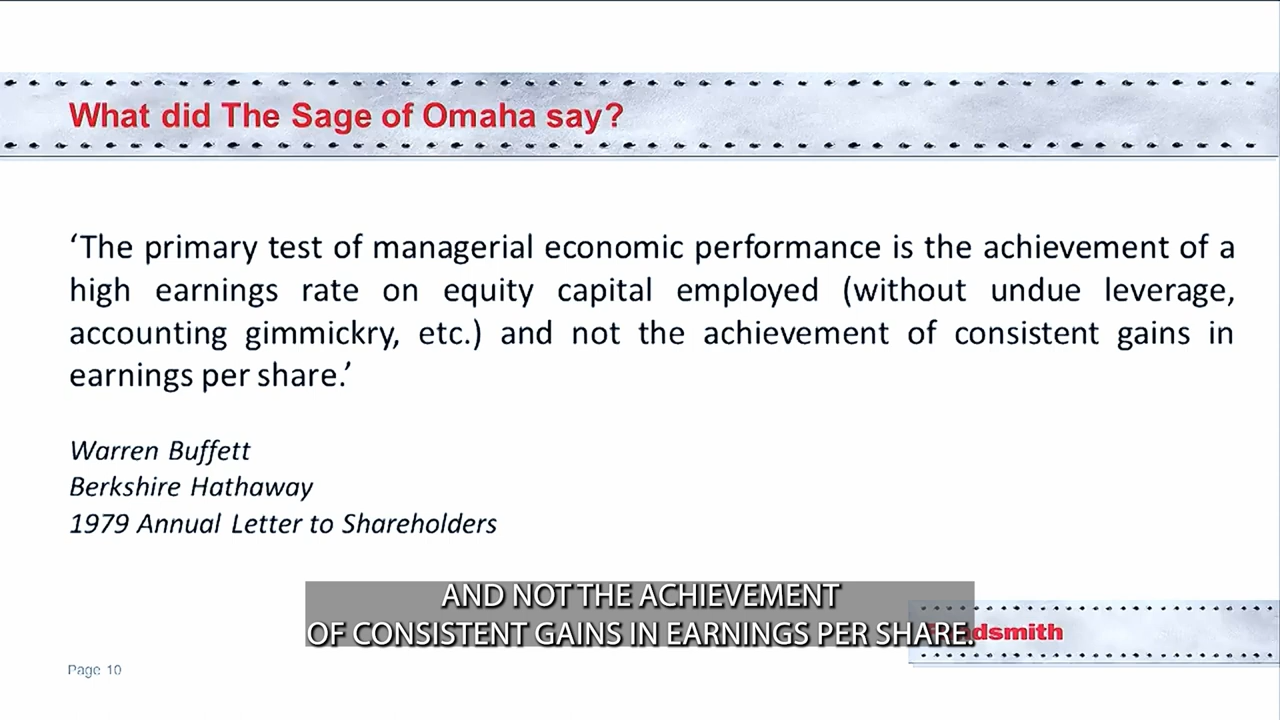 What did The Sage of Omaha say?
‘The primary test of managerial economic performance is the achievement of a
high earnings rate on equity capital employed (without undue leverage,
accounting gimmickry, etc.) and not the achievement of consistent gains in
earnings per share.’
Warren Buffett
Berkshire Hathaway
1979 Annual Letter to Shareholders
AND NOT THE ACHIEVEMENT
OF CONSISTENT GAINS IN EARNINGS PER SHARE.
Page 10